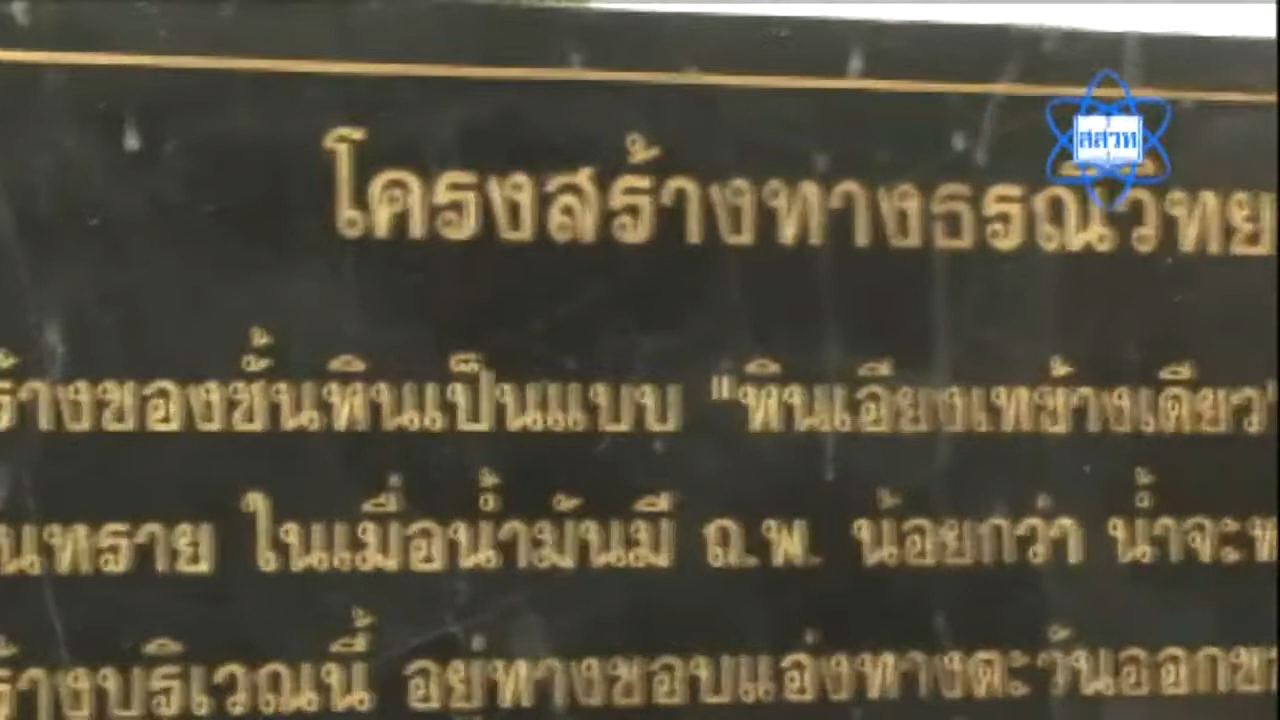 สสวท
โครงสร้างทางธรณีวิทย
ร้างของชั้นหินเป็นแบบ "หินเอียงเทข้างเดียว"
นทราย ในเมื่อน้ำมันมี ถ.พ. น้อยกว่า น้ำจะ
ร้างบริเวณนี้ อยู่ทางขอบแอ่งทางตะวันออกข